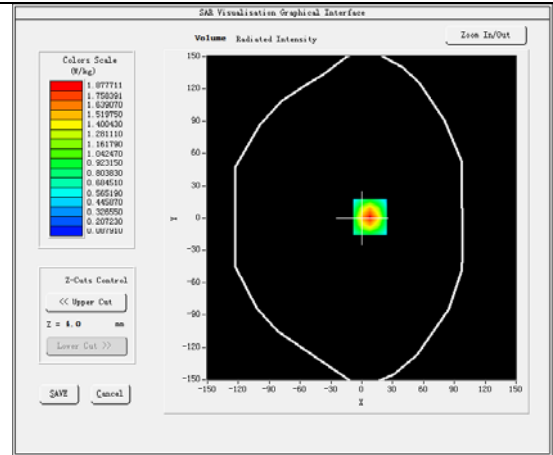 SAR Visualisation Graphical Interface
Volume Radiated Intensity
Zoom In/Out
Colors Scale
(W/kg)
1.877711
1.758391
1.639070
1.519750
1.400430
1.281110
1.161790
1.042470
0.923150
0.803830
0.684510
0.565190
0.445870
0.326550
0.207230
0.087910
150
120
90
60
30
0
-30
-60
-90
-120
-150
Y
-150 -120 -90 -60 -30 0 30 60 90 120 150
X
Z-Cuts Control
<< Upper Cut
Z = 4.0 mm
Lower Cut >>
SAVE Cancel